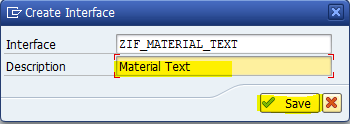 Create Interface
Interface ZIF_MATERIAL_TEXT
Description Material Text
Save